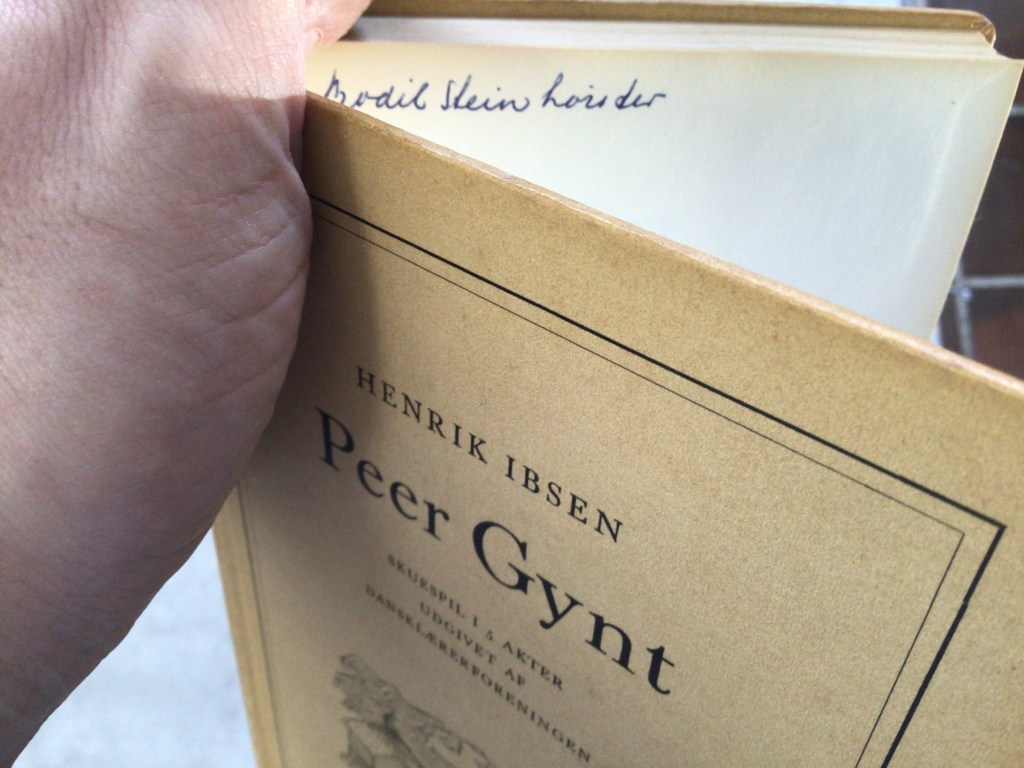 Bodil Stein
HENRIK IBSEN
Peer Gynt
SKUESPIL I 5 AKTER
UDGIVET AF
DANSKLÆRERFORENINGEN